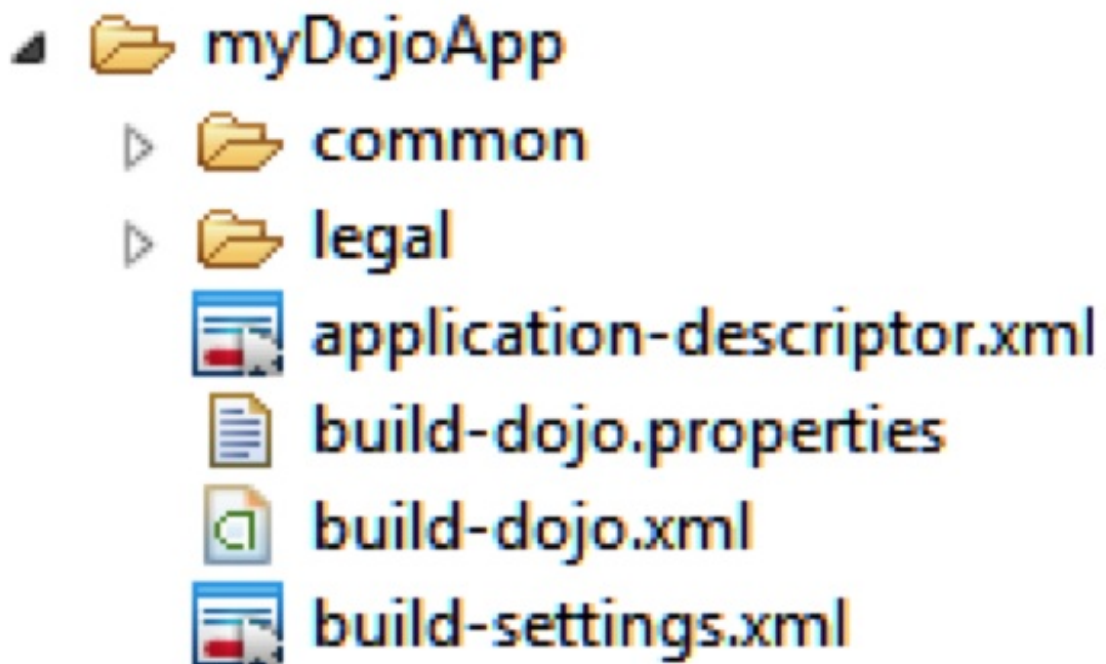 myDojoApp
common
legal
application-descriptor.xml
build-dojo.properties
build-dojo.xml
build-settings.xml